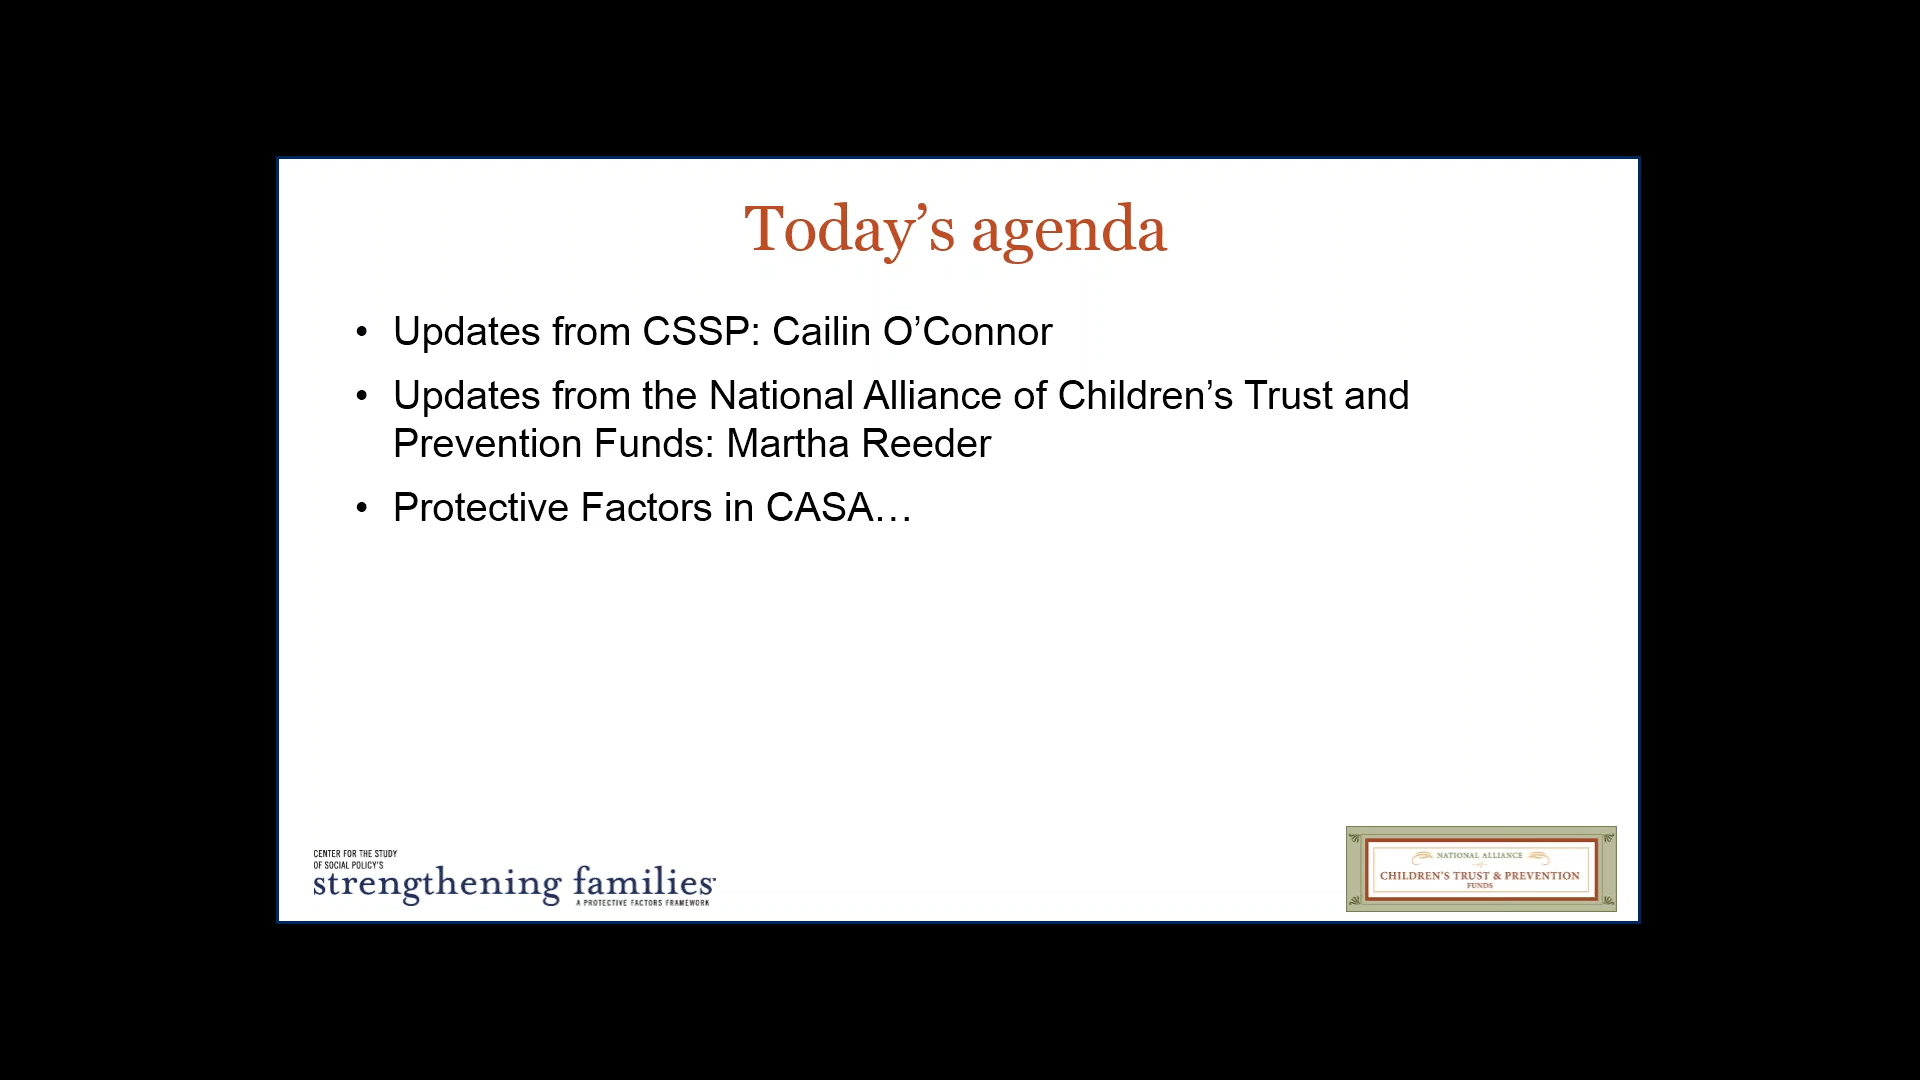 Today’s agenda
• Updates from CSSP: Cailin O’Connor
• Updates from the National Alliance of Children’s Trust and
Prevention Funds: Martha Reeder
• Protective Factors in CASA…
CENTER FOR THE STUDY
OF SOCIAL POLICY'S
strengthening families
A PROTECTIVE FACTORS FRAMEWORK
NATIONAL ALLIANCE
of
CHILDREN'S TRUST & PREVENTION
FUNDS